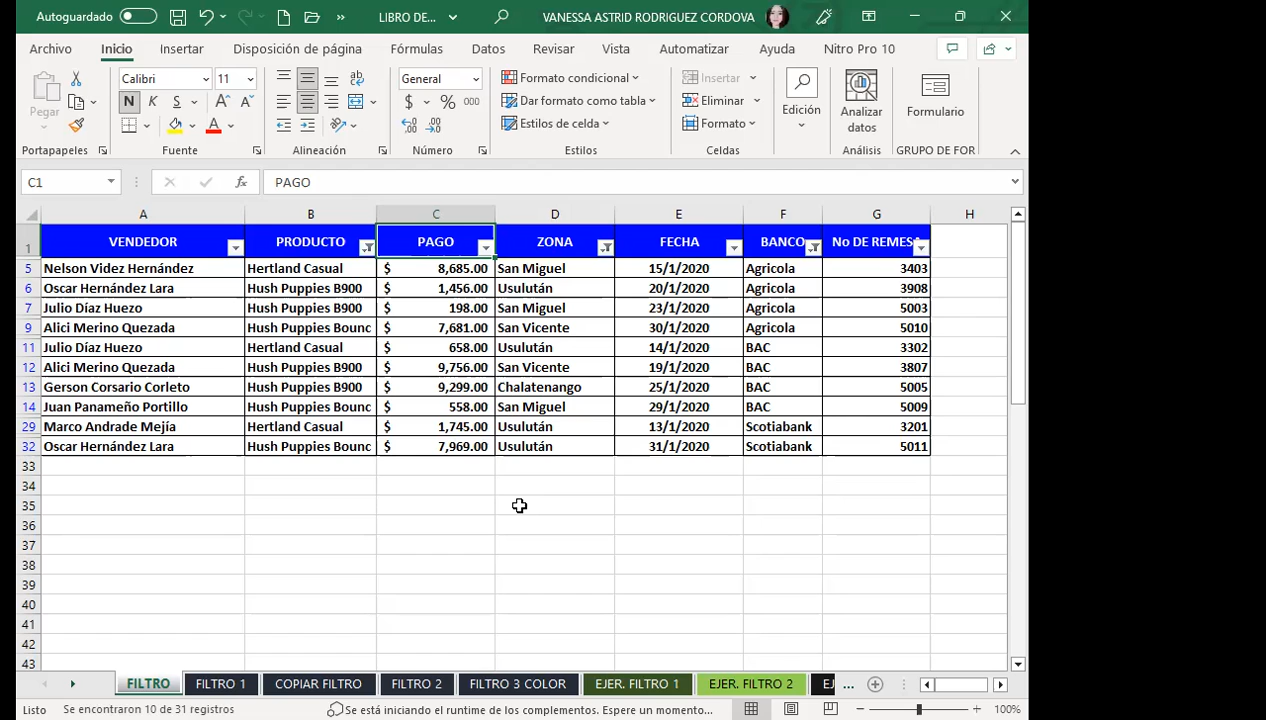 Autoguardado
LIBRO DE...
VANESSA ASTRID RODRIGUEZ CORDOVA
Archivo Inicio Insertar Disposición de página Fórmulas Datos Revisar Vista Automatizar Ayuda Nitro Pro 10
Pegar
Calibri 11
N K S
General
$ % 000
Formato condicional
Dar formato como tabla
Estilos de celda
Insertar
Eliminar
Formato
Edición
Analizar datos
Formulario
Portapapeles Fuente Alineación Número Estilos Celdas Análisis GRUPO DE FOR
C1 fx PAGO
A B C D E F G H
1 VENDEDOR PRODUCTO PAGO ZONA FECHA BANCO No DE REMESA
5 Nelson Videz Hernández Hertland Casual $ 8,685.00 San Miguel 15/1/2020 Agricola 3403
6 Oscar Hernández Lara Hush Puppies B900 $ 1,456.00 Usulután 20/1/2020 Agricola 3908
7 Julio Díaz Huezo Hush Puppies B900 $ 198.00 San Miguel 23/1/2020 Agricola 5003
9 Alici Merino Quezada Hush Puppies Bounc $ 7,681.00 San Vicente 30/1/2020 Agricola 5010
11 Julio Díaz Huezo Hertland Casual $ 658.00 Usulután 14/1/2020 BAC 3302
12 Alici Merino Quezada Hush Puppies B900 $ 9,756.00 San Vicente 19/1/2020 BAC 3807
13 Gerson Corsario Corleto Hush Puppies B900 $ 9,299.00 Chalatenango 25/1/2020 BAC 5005
14 Juan Panameño Portillo Hush Puppies Bounc $ 558.00 San Miguel 29/1/2020 BAC 5009
29 Marco Andrade Mejía Hertland Casual $ 1,745.00 Usulután 13/1/2020 Scotiabank 3201
32 Oscar Hernández Lara Hush Puppies Bounc $ 7,969.00 Usulután 31/1/2020 Scotiabank 5011
33
34
35
36
37
38
39
40
41
42
43
FILTRO FILTRO 1 COPIAR FILTRO FILTRO 2 FILTRO 3 COLOR EJER. FILTRO 1 EJER. FILTRO 2 EJ ...
Listo Se encontraron 10 de 31 registros Se está iniciando el runtime de los complementos. Espere un momento... 100%